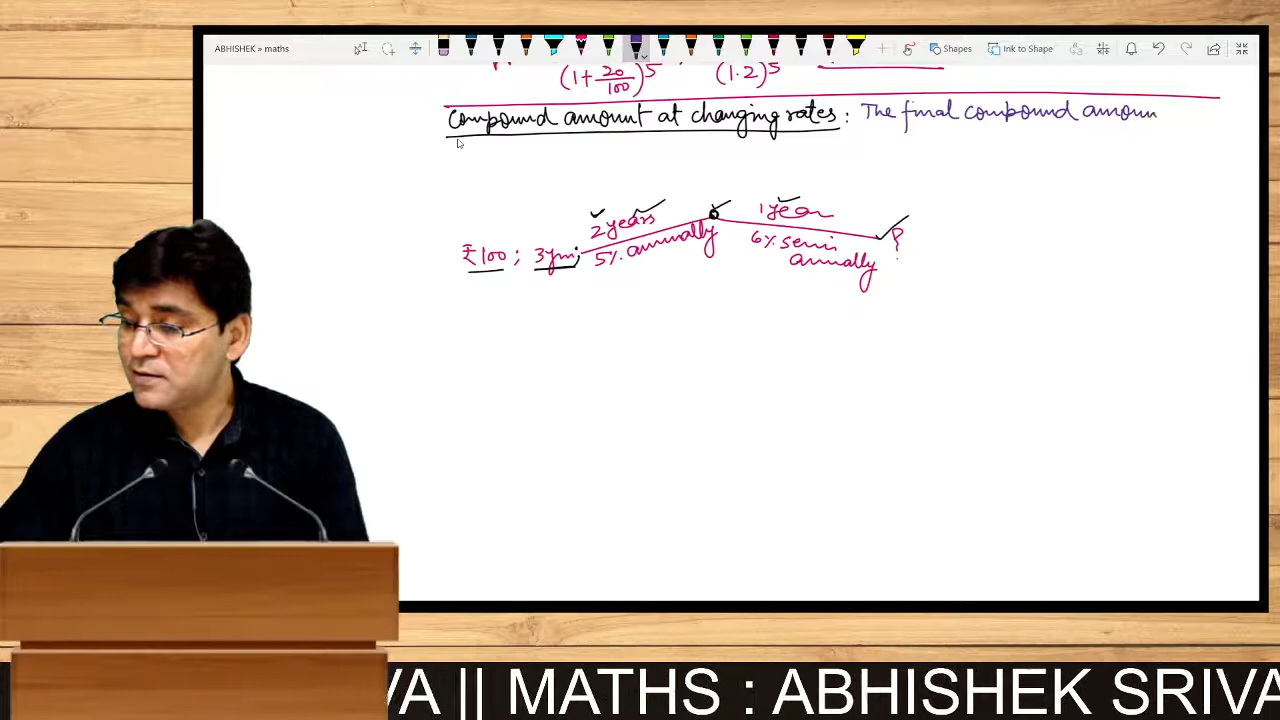 ABHISHEK » maths
Shapes
Ink to Shape
(1+20/100)^5
(1.2)^5
Compound amount at changing rates : The final compound amoun
2 years
1 year
₹100 ; 3 yrs ;
5% annually
6% semi
annually
?
VA || MATHS : ABHISHEK SRIVA